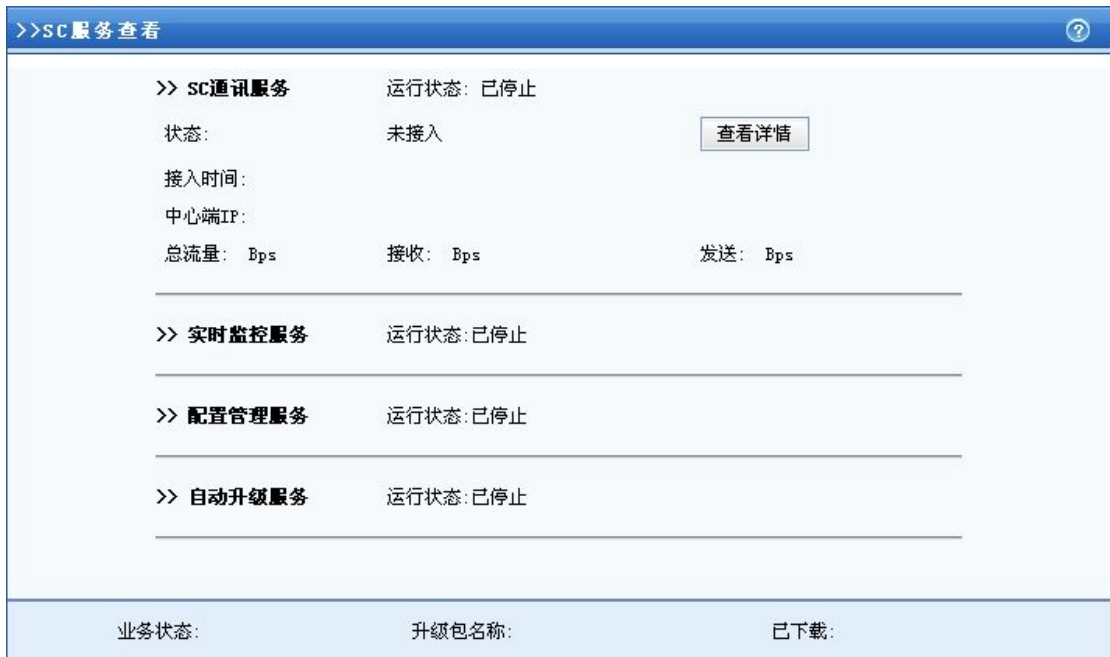 >>SC服务查看
>> SC通讯服务 运行状态: 已停止
状态: 未接入 查看详情
接入时间:
中心端IP:
总流量: Bps 接收: Bps 发送: Bps
>> 实时监控服务 运行状态:已停止
>> 配置管理服务 运行状态:已停止
>> 自动升级服务 运行状态:已停止
业务状态: 升级包名称: 已下载: